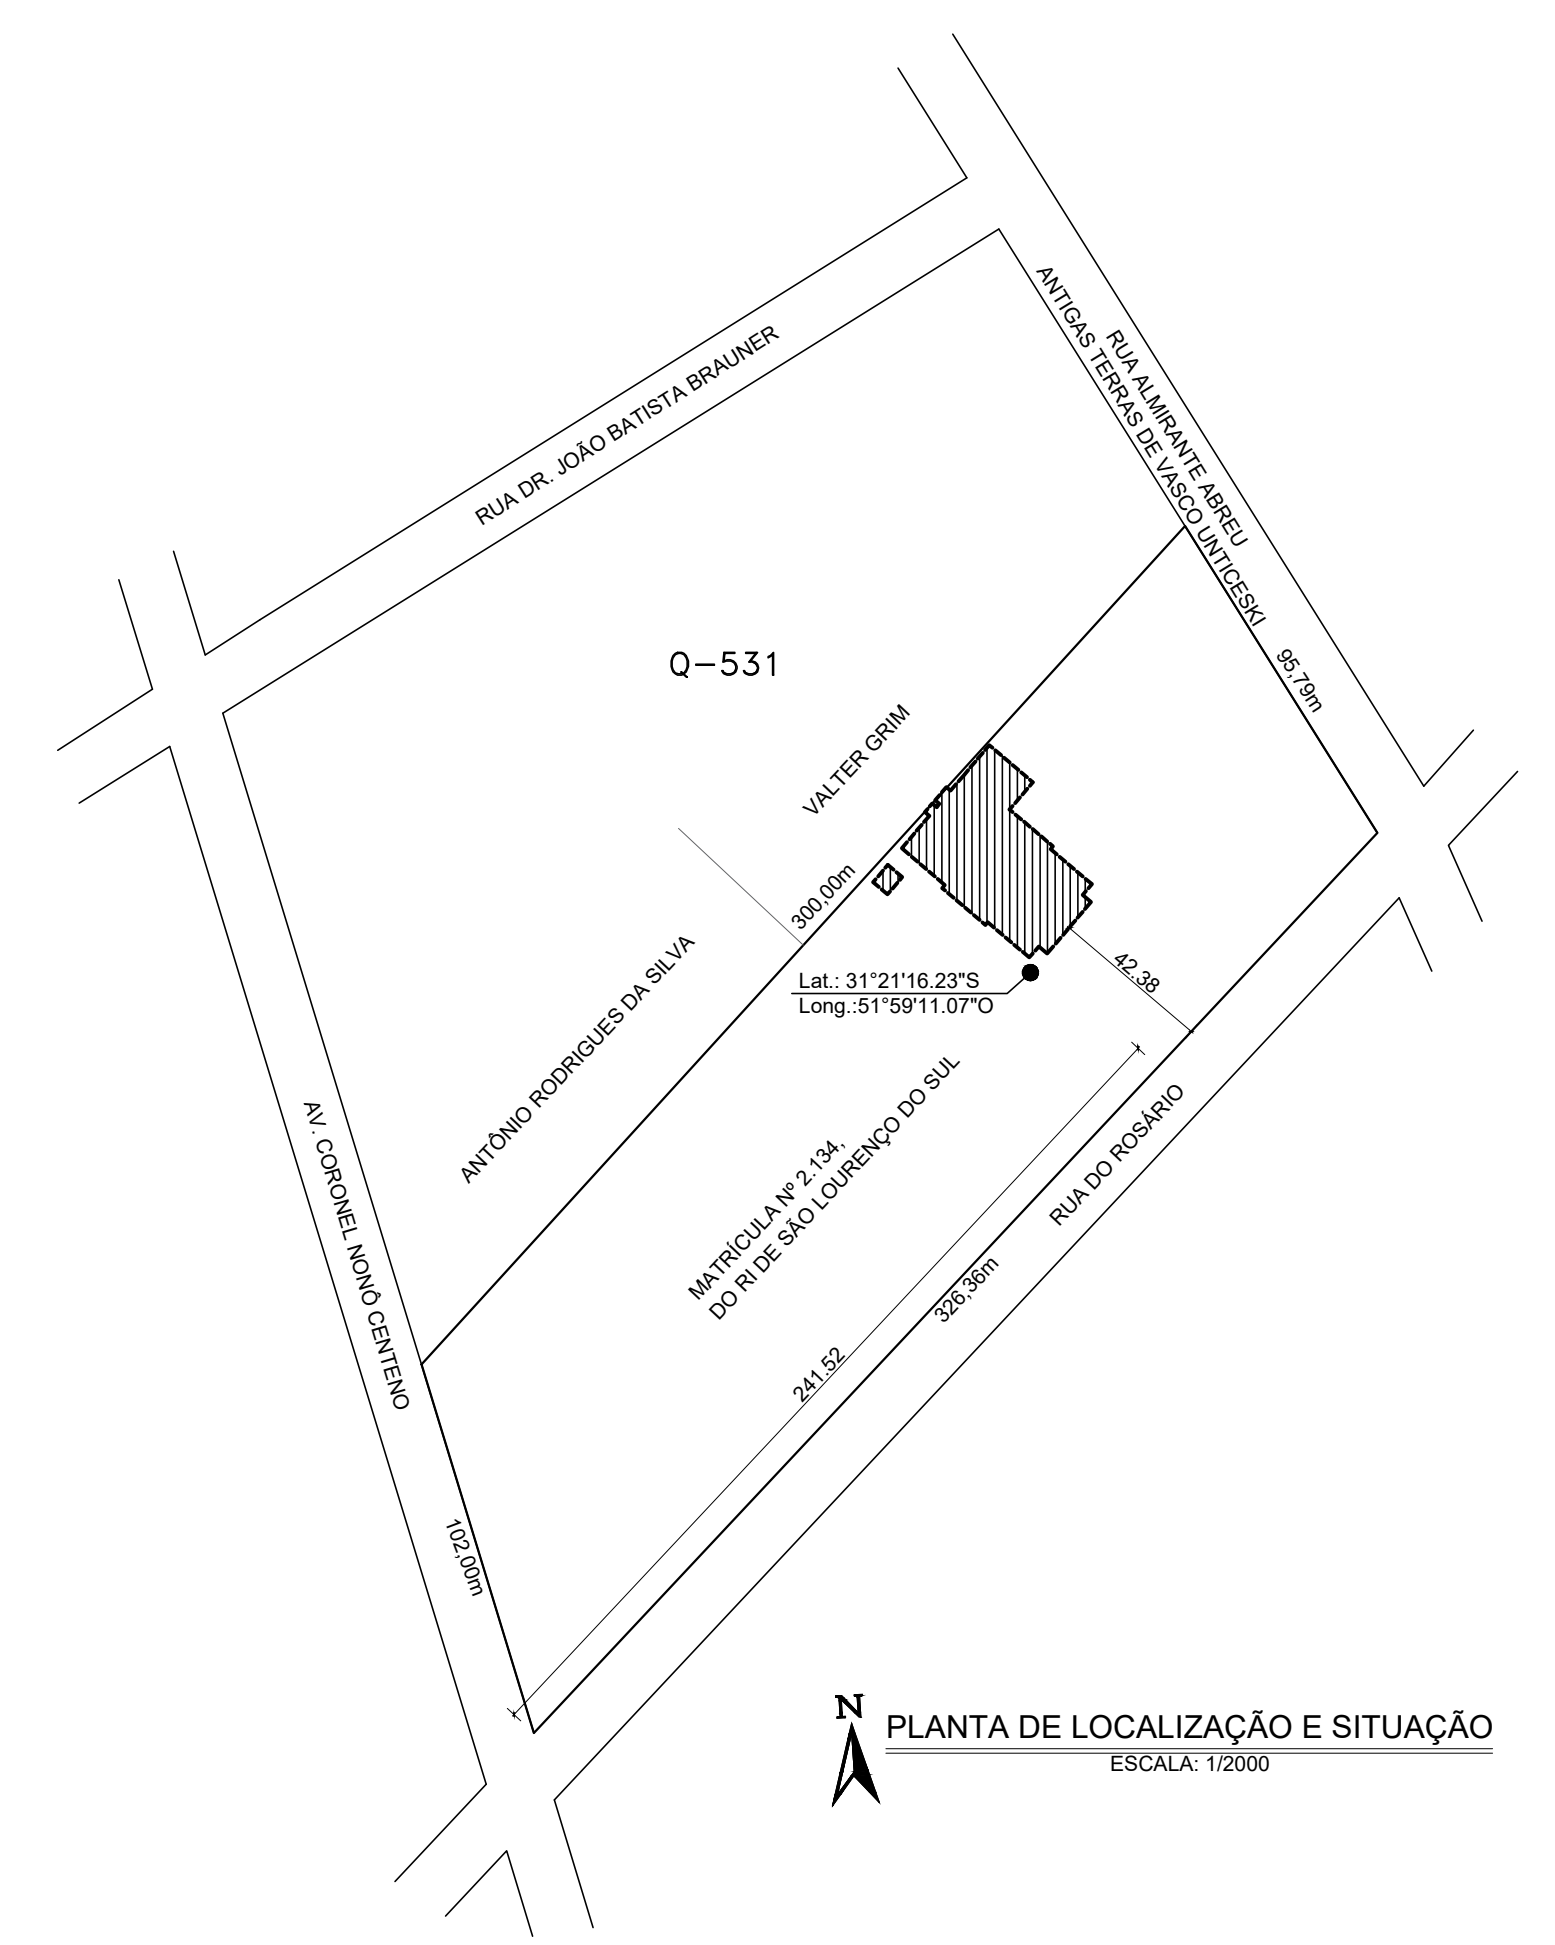 RUA DR. JOÃO BATISTA BRAUNER
ANTIGAS TERRAS DE VASCO UNTICESKI
RUA ALMIRANTE ABREU
95,79m
Q-531
VALTER GRIM
300,00m
ANTÔNIO RODRIGUES DA SILVA
Lat.: 31°21'16.23"S
Long.:51°59'11.07"O
42.38
MATRÍCULA Nº 2.134,
DO RI DE SÃO LOURENÇO DO SUL
RUA DO ROSÁRIO
326,36m
241.52
AV. CORONEL NONÔ CENTENO
102,00m
N
PLANTA DE LOCALIZAÇÃO E SITUAÇÃO
ESCALA: 1/2000